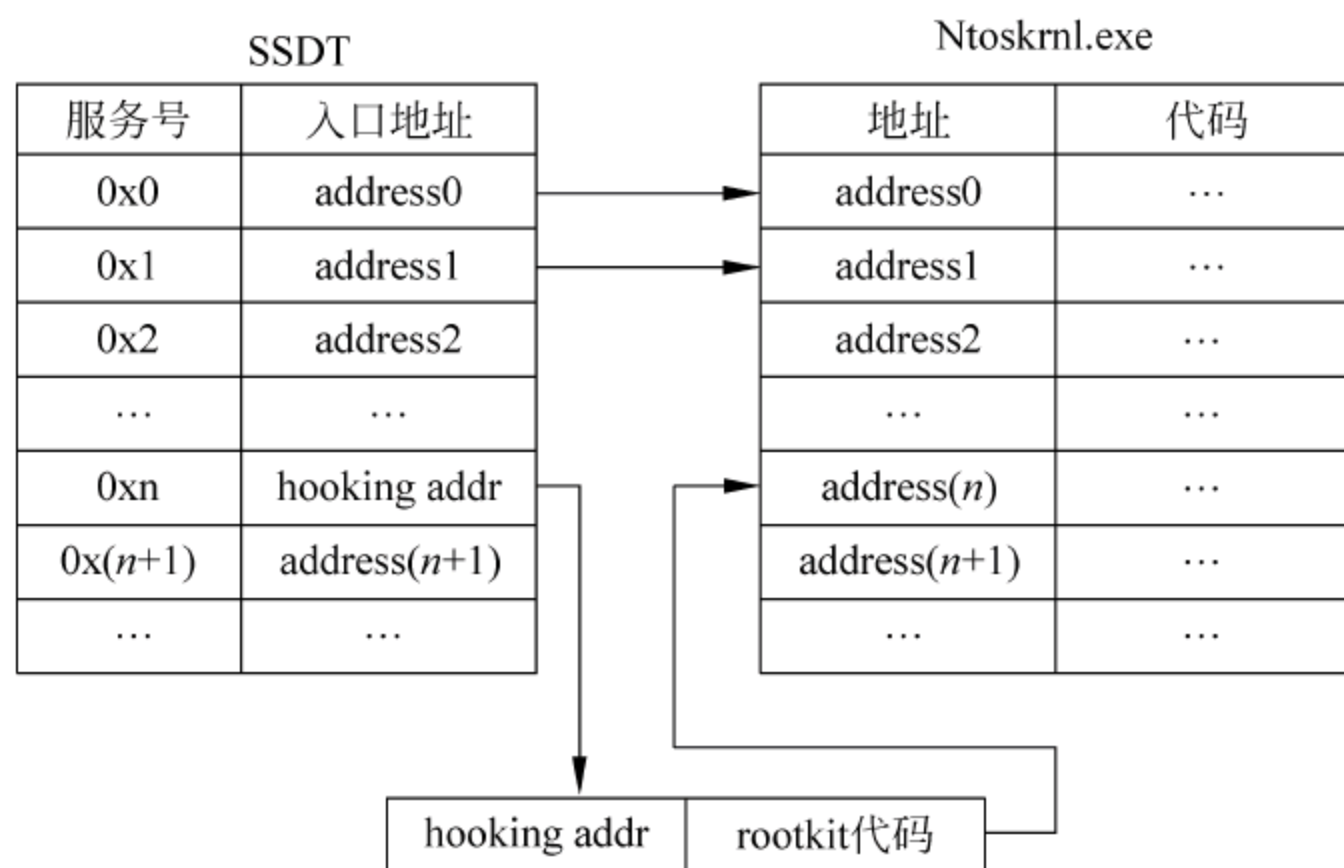 SSDT
服务号 入口地址
0x0 address0
0x1 address1
0x2 address2
… …
0xn hooking addr
0x(n+1) address(n+1)
… …
Ntoskrnl.exe
地址 代码
address0 …
address1 …
address2 …
… …
address(n) …
address(n+1) …
… …
hooking addr rootkit代码